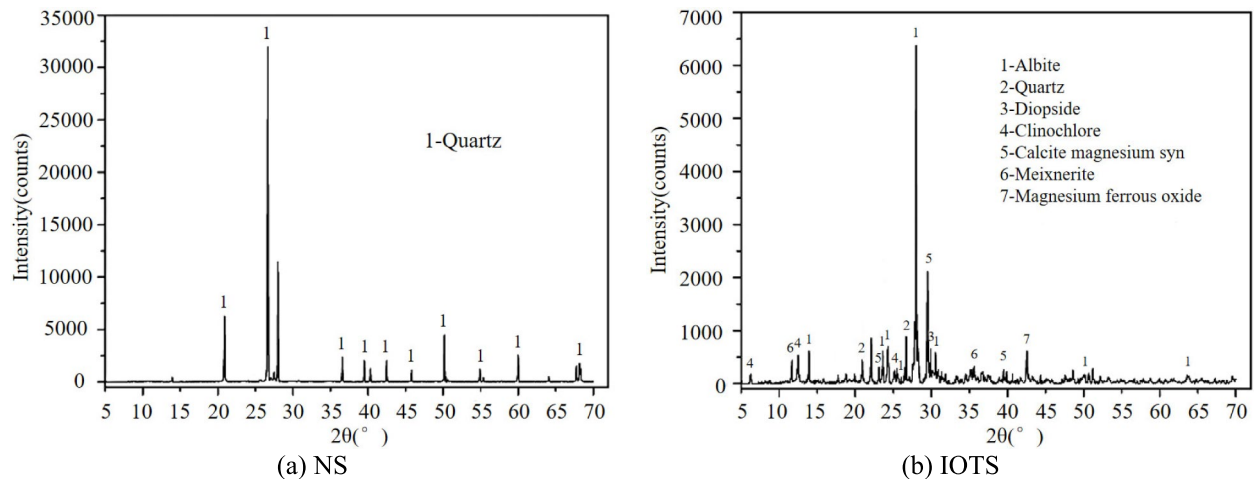 35000
30000
25000
20000
15000
10000
5000
0
Intensity(counts)
1
1
1
1
1
1
1
1
1
1
1-Quartz
5 10 15 20 25 30 35 40 45 50 55 60 65 70
2θ(°)
(a) NS
7000
6000
5000
4000
3000
2000
1000
0
Intensity(counts)
1-Albite
2-Quartz
3-Diopside
4-Clinochlore
5-Calcite magnesium syn
6-Meixnerite
7-Magnesium ferrous oxide
4
6
4
1
2
5
1
1
4
1
2
1
5
3
1
6
5
7
1
1
5 10 15 20 25 30 35 40 45 50 55 60 65 70
2θ(°)
(b) IOTS